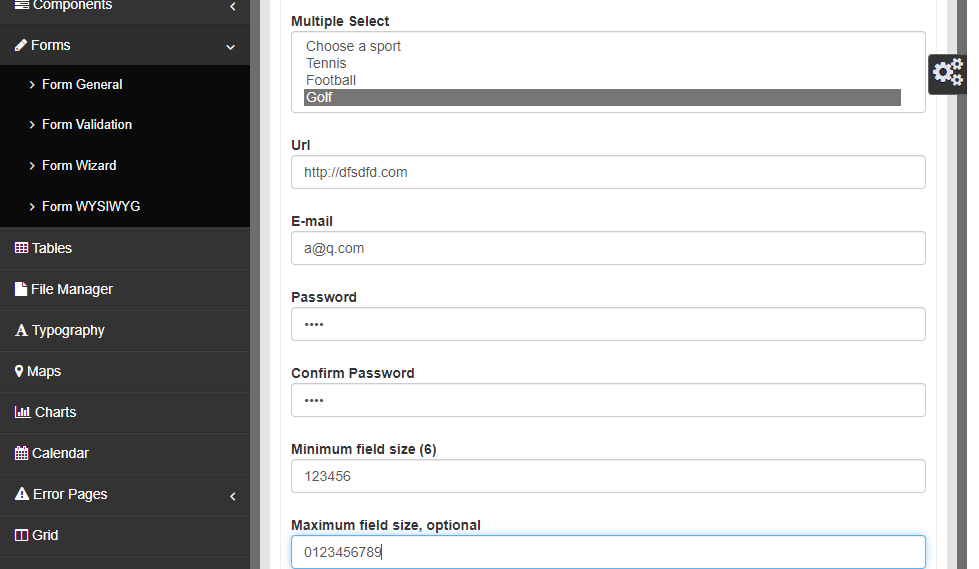 Components
Forms
Form General
Form Validation
Form Wizard
Form WYSIWYG
Tables
File Manager
Typography
Maps
Charts
Calendar
Error Pages
Grid
Multiple Select
Choose a sport
Tennis
Football
Golf
Url
http://dfsdfd.com
E-mail
a@q.com
Password
••••
Confirm Password
••••
Minimum field size (6)
123456
Maximum field size, optional
0123456789